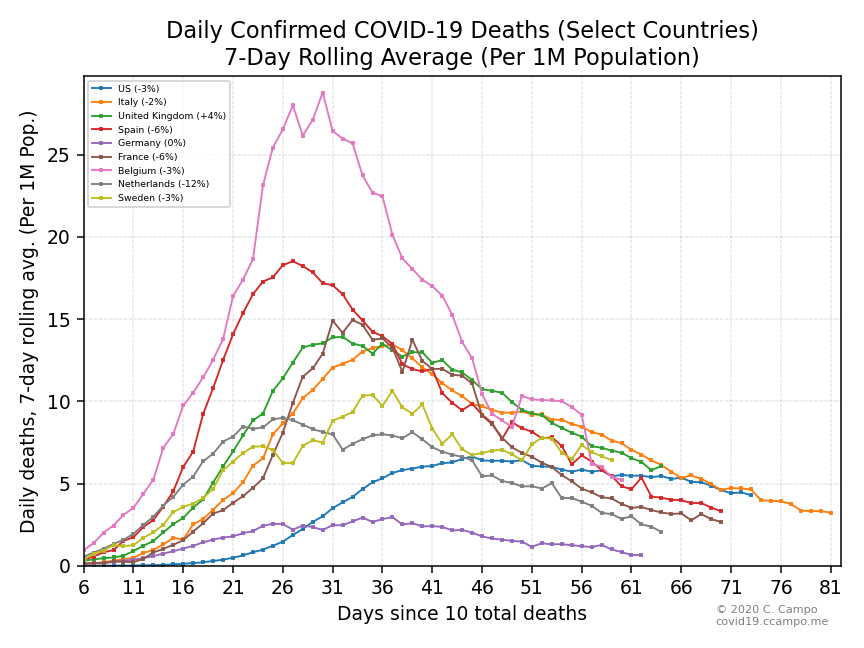 Daily Confirmed COVID-19 Deaths (Select Countries)
7-Day Rolling Average (Per 1M Population)
Daily deaths, 7-day rolling avg. (Per 1M Pop.)
US (-3%)
Italy (-2%)
United Kingdom (+4%)
Spain (-6%)
Germany (0%)
France (-6%)
Belgium (-3%)
Netherlands (-12%)
Sweden (-3%)
25
20
15
10
5
0
6 11 16 21 26 31 36 41 46 51 56 61 66 71 76 81
Days since 10 total deaths
© 2020 C. Campo
covid19.ccampo.me